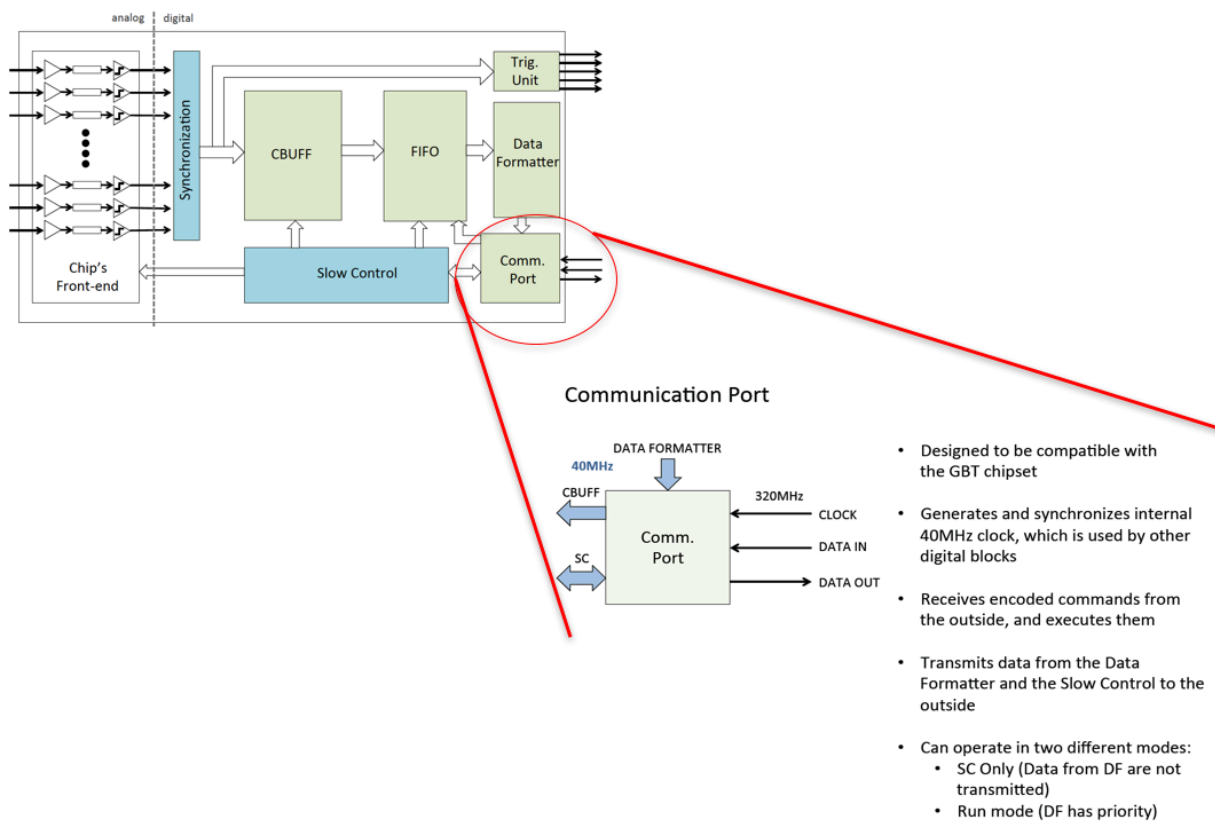 analog
digital
Trig.
Unit
Synchronization
CBUFF
FIFO
Data
Formatter
Chip's
Front-end
Slow Control
Comm.
Port
Communication Port
DATA FORMATTER
40MHz
CBUFF
320MHz
CLOCK
Comm.
Port
DATA IN
SC
DATA OUT
• Designed to be compatible with
the GBT chipset
• Generates and synchronizes internal
40MHz clock, which is used by other
digital blocks
• Receives encoded commands from
the outside, and executes them
• Transmits data from the Data
Formatter and the Slow Control to the
outside
• Can operate in two different modes:
• SC Only (Data from DF are not
transmitted)
• Run mode (DF has priority)